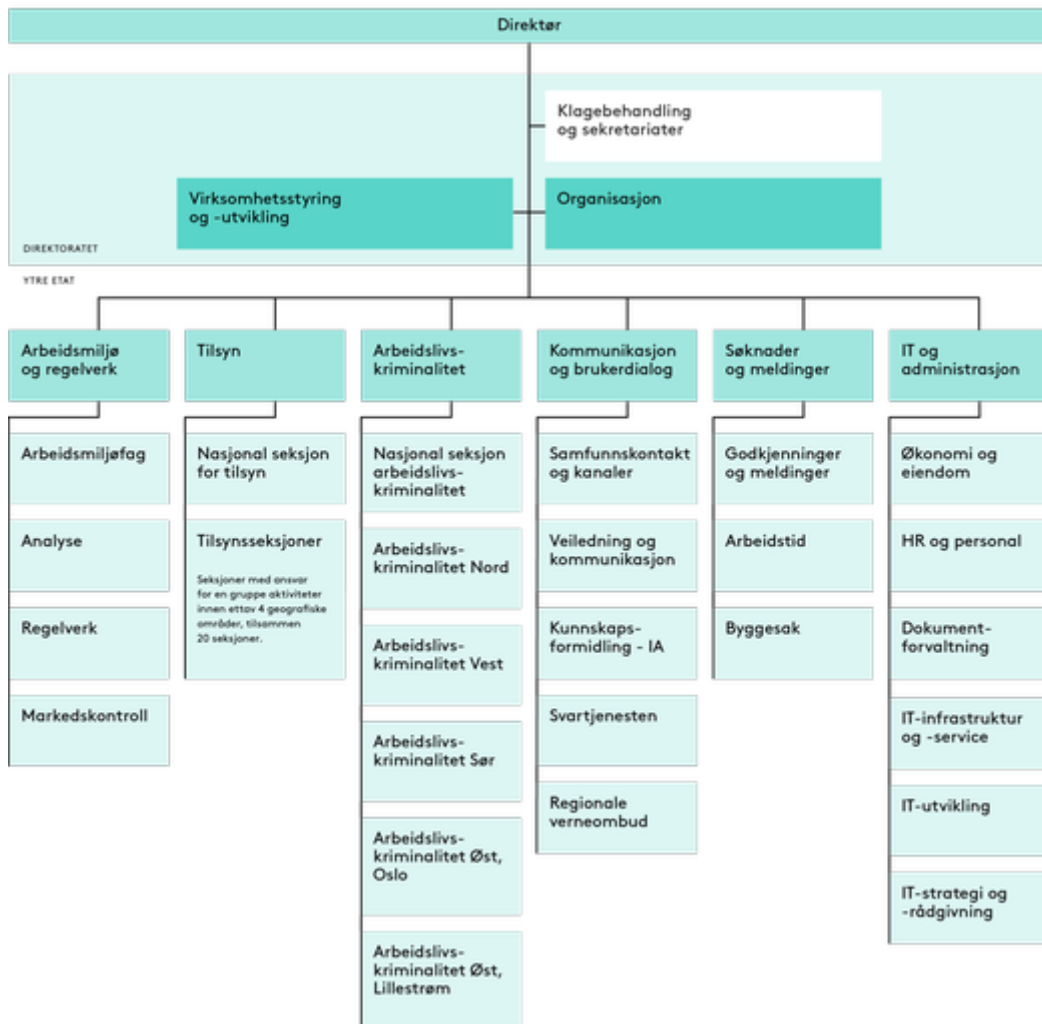 Direktør
Klagebehandling
og sekretariater
Virksomhetsstyring
og -utvikling
Organisasjon
DIREKTORATET
YTRE ETAT
Arbeidsmiljø
og regelverk
Arbeidsmiljøfag
Analyse
Regelverk
Markedskontroll
Tilsyn
Nasjonal seksjon
for tilsyn
Tilsynsseksjoner
Seksjoner med ansvar
for en gruppe aktiviteter
innen ettav 4 geografiske
områder, tilsammen
20 seksjoner.
Arbeidslivs-
kriminalitet
Nasjonal seksjon
arbeidslivs-
kriminalitet
Arbeidslivs-
kriminalitet Nord
Arbeidslivs-
kriminalitet Vest
Arbeidslivs-
kriminalitet Sør
Arbeidslivs-
kriminalitet Øst,
Oslo
Arbeidslivs-
kriminalitet Øst,
Lillestrøm
Kommunikasjon
og brukerdialog
Samfunnskontakt
og kanaler
Veiledning og
kommunikasjon
Kunnskaps-
formidling - IA
Svartjenesten
Regionale
verneombud
Søknader
og meldinger
Godkjenninger
og meldinger
Arbeidstid
Byggesak
IT og
administrasjon
Økonomi og
eiendom
HR og personal
Dokument-
forvaltning
IT-infrastruktur
og -service
IT-utvikling
IT-strategi og
-rådgivning